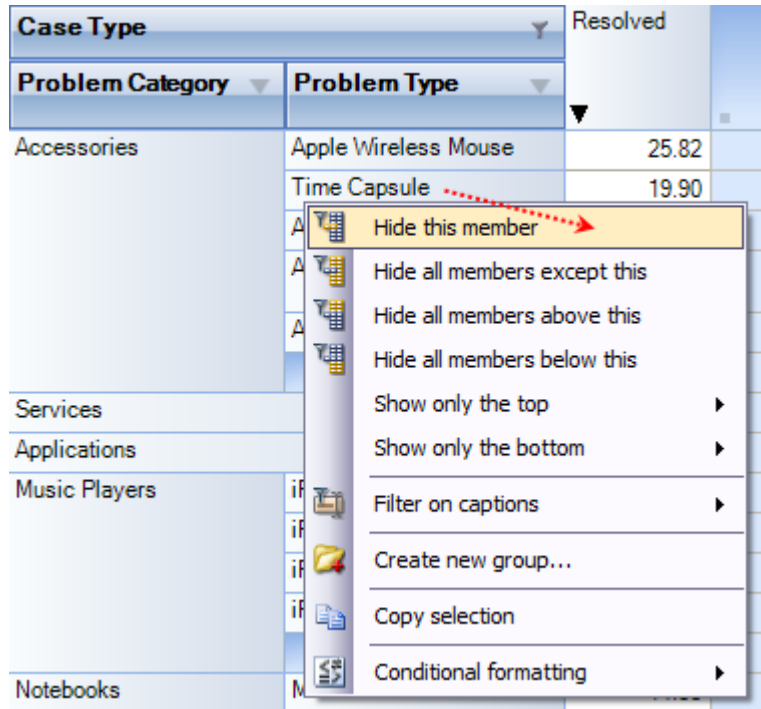 Case Type
Resolved
Problem Category
Problem Type
Accessories
Apple Wireless Mouse
25.82
Time Capsule
19.90
Hide this member
Hide all members except this
Hide all members above this
Hide all members below this
Services
Show only the top
Applications
Show only the bottom
Music Players
Filter on captions
Create new group...
Copy selection
Conditional formatting
Notebooks